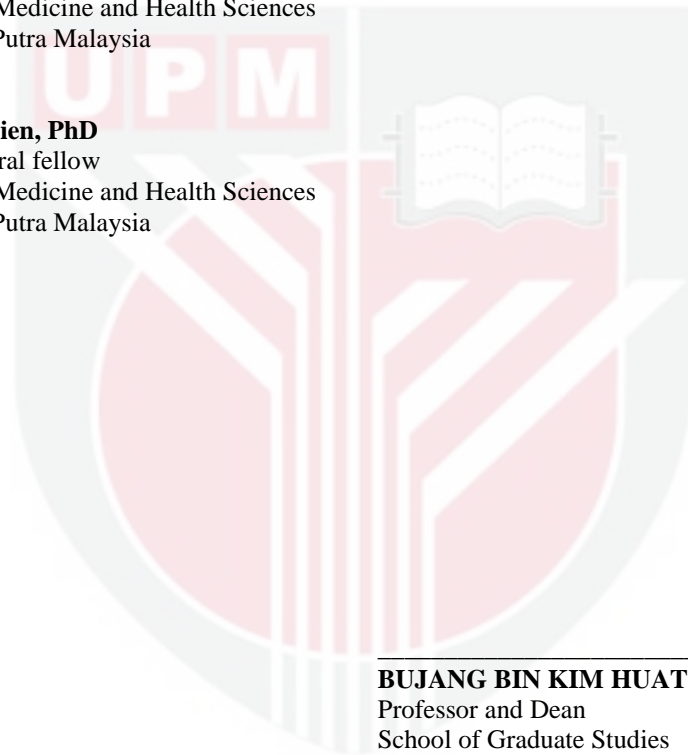 Medicine and Health Sciences
Putra Malaysia
UPM
ien, PhD
ral fellow
Medicine and Health Sciences
Putra Malaysia
BUJANG BIN KIM HUAT
Professor and Dean
School of Graduate Studies